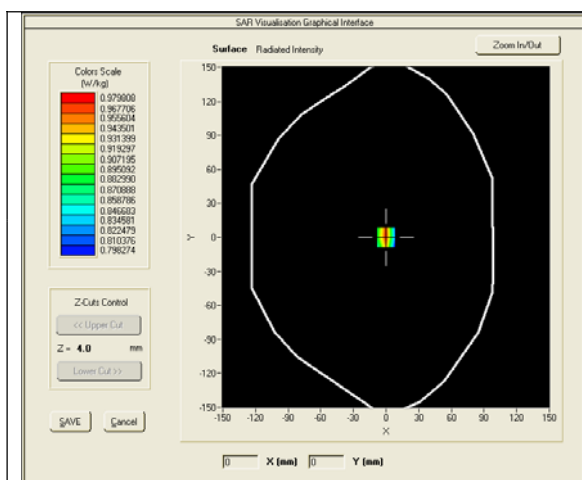 SAR Visualisation Graphical Interface
Surface Radiated Intensity
Zoom In/Out
Colors Scale
(W/kg)
0.979808
0.967706
0.955604
0.943501
0.931399
0.919297
0.907195
0.895092
0.882990
0.870888
0.858786
0.846683
0.834581
0.822479
0.810376
0.798274
Z-Cuts Control
<< Upper Cut
Z = 4.0 mm
Lower Cut >>
SAVE Cancel
150
120
90
60
30
0
-30
-60
-90
-120
-150
Y
-150 -120 -90 -60 -30 0 30 60 90 120 150
X
0 X (mm) 0 Y (mm)